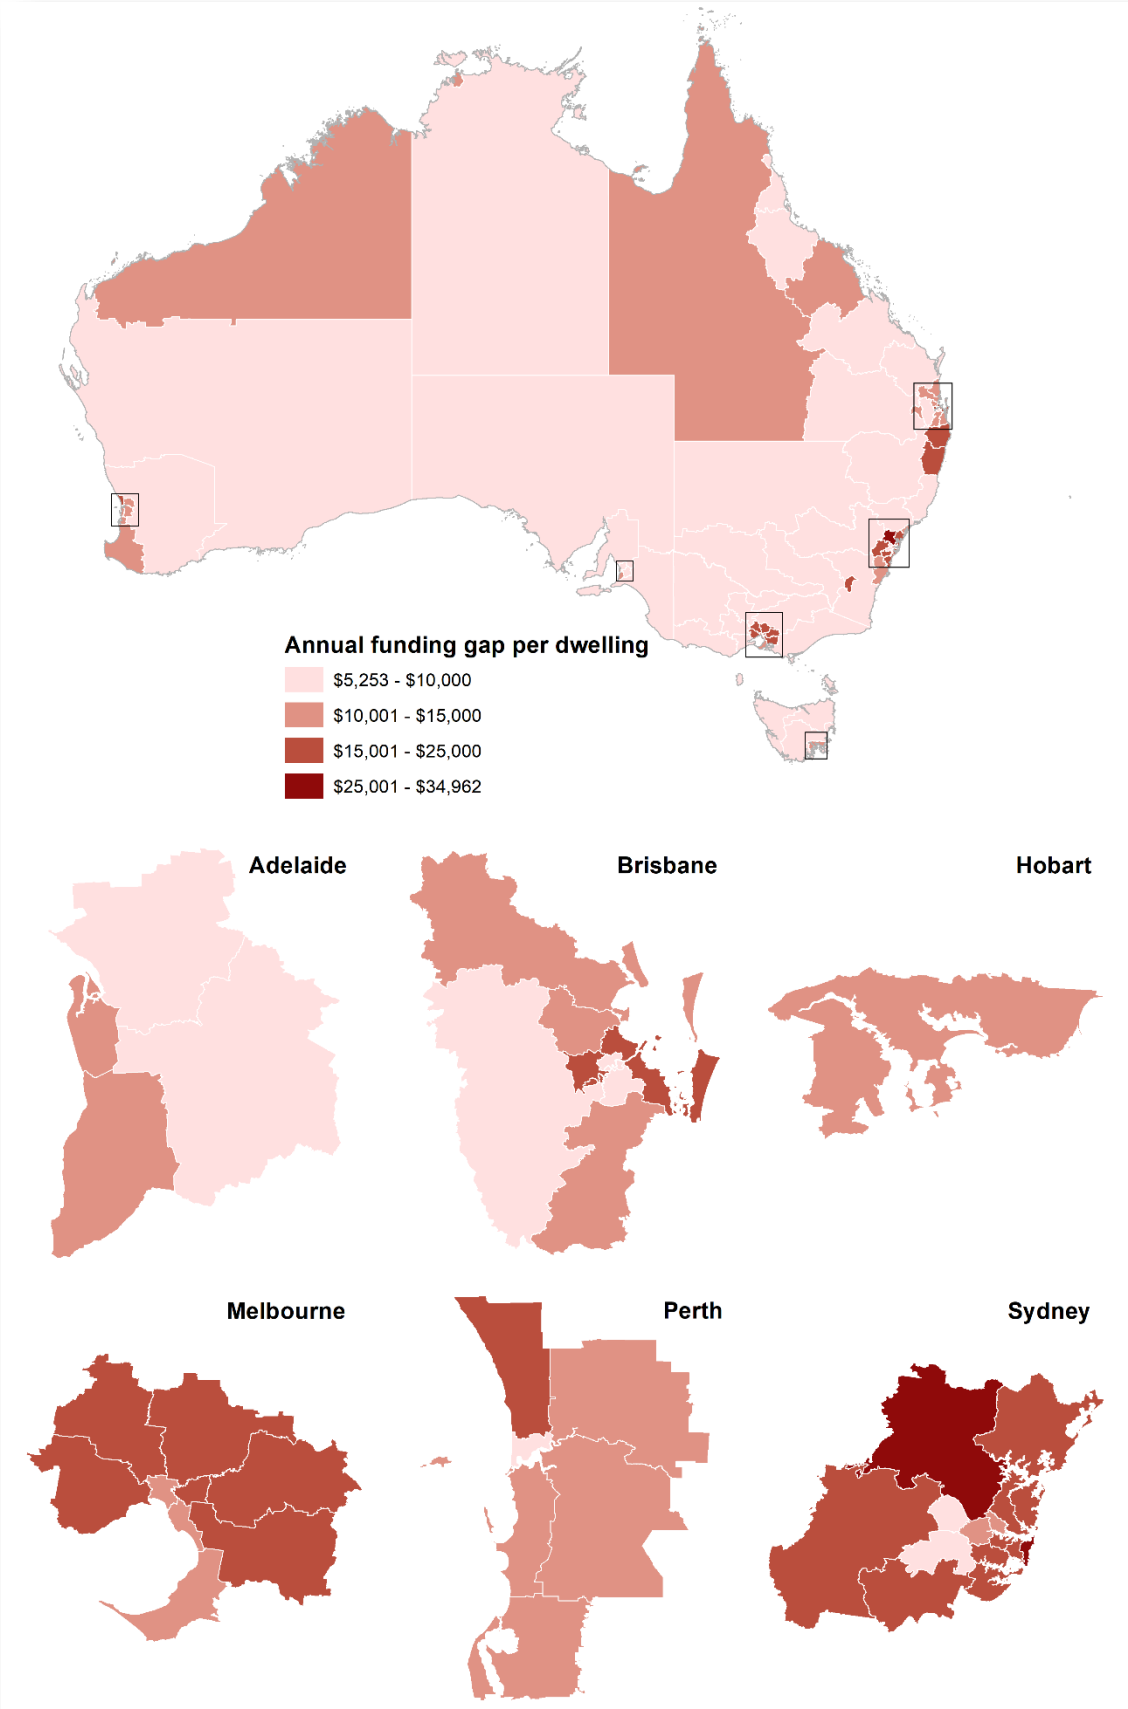 Annual funding gap per dwelling
$5,253 - $10,000
$10,001 - $15,000
$15,001 - $25,000
$25,001 - $34,962
Adelaide
Brisbane
Hobart
Melbourne
Perth
Sydney